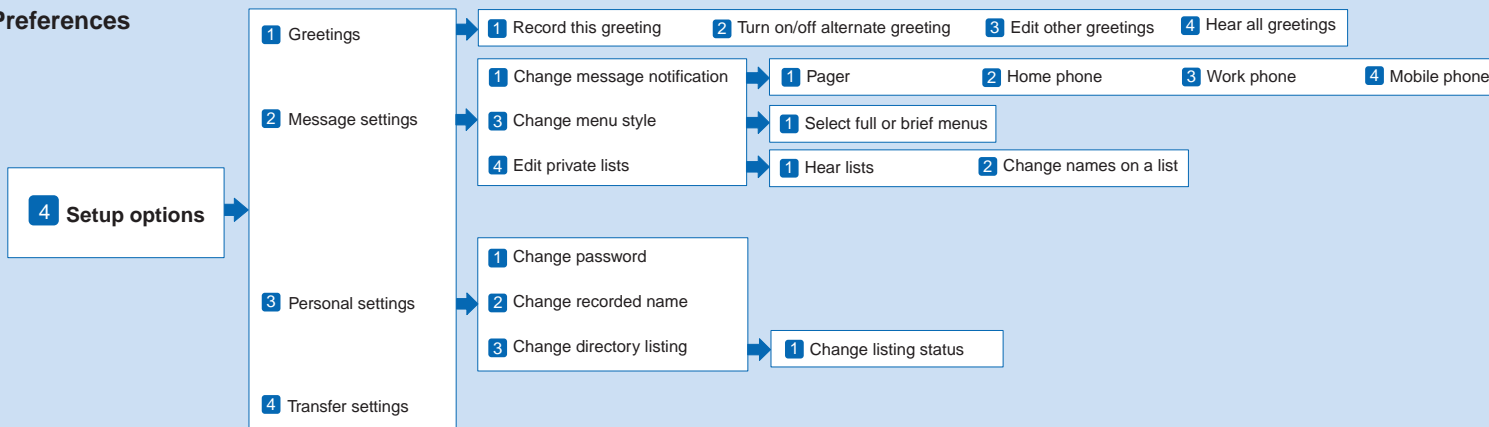 Preferences
1 Greetings
1 Record this greeting 2 Turn on/off alternate greeting 3 Edit other greetings 4 Hear all greetings
2 Message settings
1 Change message notification
1 Pager 2 Home phone 3 Work phone 4 Mobile phone
3 Change menu style
1 Select full or brief menus
4 Edit private lists
1 Hear lists 2 Change names on a list
4 Setup options
3 Personal settings
1 Change password
2 Change recorded name
3 Change directory listing
1 Change listing status
4 Transfer settings